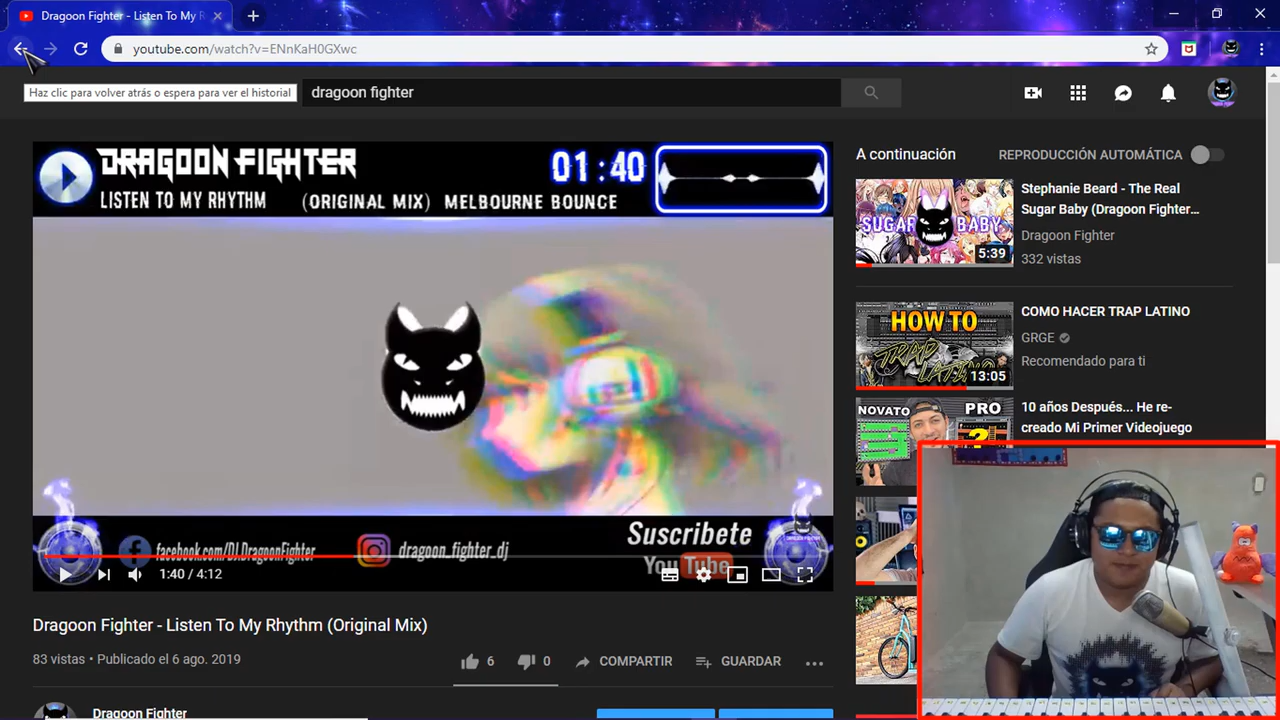 Dragoon Fighter - Listen To My R
youtube.com/watch?v=ENnKaH0GXwc
Haz clic para volver atrás o espera para ver el historial
dragoon fighter
DRAGOON FIGHTER
LISTEN TO MY RHYTHM (ORIGINAL MIX) MELBOURNE BOUNCE
01:40
facebook.com/DJ.DragoonFighter
dragoon_fighter_dj
Suscribete
YouTube
1:40 / 4:12
Dragoon Fighter - Listen To My Rhythm (Original Mix)
83 vistas • Publicado el 6 ago. 2019
6
0
COMPARTIR
GUARDAR
Dragoon Fighter
A continuación
REPRODUCCIÓN AUTOMÁTICA
SUGAR BABY
5:39
Stephanie Beard - The Real
Sugar Baby (Dragoon Fighter...
Dragoon Fighter
332 vistas
HOW TO
TRAP LATINO
13:05
COMO HACER TRAP LATINO
GRGE
Recomendado para ti
NOVATO
PRO
10 años Después... He re-
creado Mi Primer Videojuego